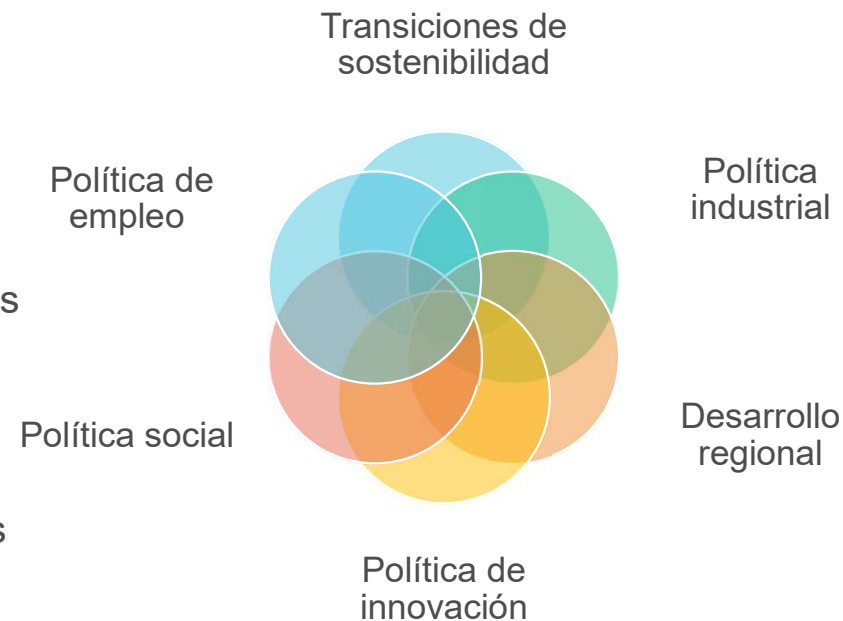 Transiciones de
sostenibilidad
Política de
empleo
Política
industrial
s
Política social
Desarrollo
regional
s
Política de
innovación